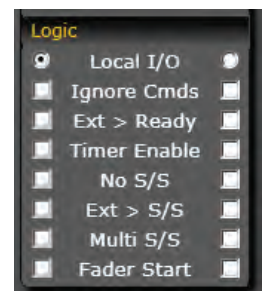 Logic
Local I/O
Ignore Cmds
Ext > Ready
Timer Enable
No S/S
Ext > S/S
Multi S/S
Fader Start